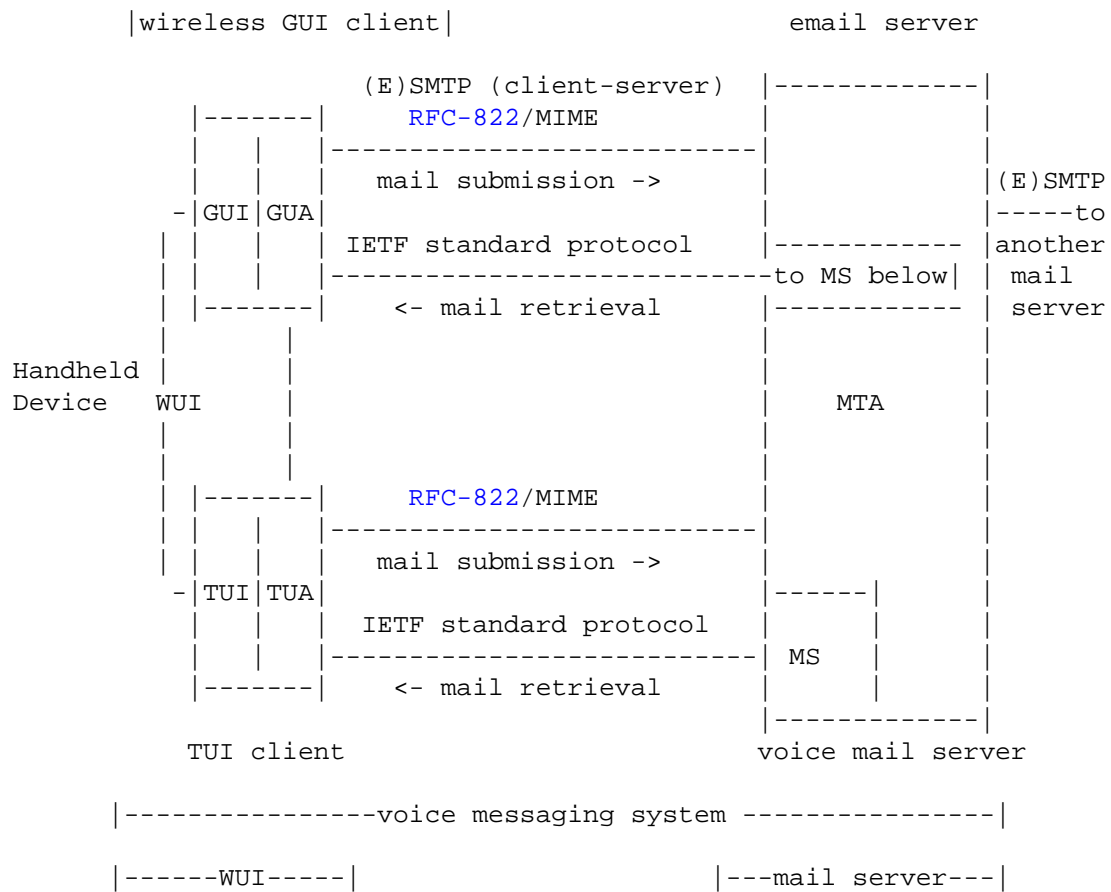 |wireless GUI client| email server
(E)SMTP (client-server) |-------------|
|-------| RFC-822/MIME | |
| | |---------------------------| |
| | | mail submission -> | |(E)SMTP
-|GUI|GUA| | |-----to
| | | | IETF standard protocol |------------ |another
| | | |----------------------------to MS below| | mail
| |-------| <- mail retrieval |------------ | server
| | | |
Handheld | | | |
Device WUI | | MTA |
| | | |
| | | |
| |-------| RFC-822/MIME | |
| | | |---------------------------| |
| | | | mail submission -> | |
-|TUI|TUA| |------| |
| | | IETF standard protocol | | |
| | |---------------------------| MS | |
|-------| <- mail retrieval | | |
|-------------|
TUI client voice mail server
|----------------voice messaging system ----------------|
|------WUI-----| |---mail server---|